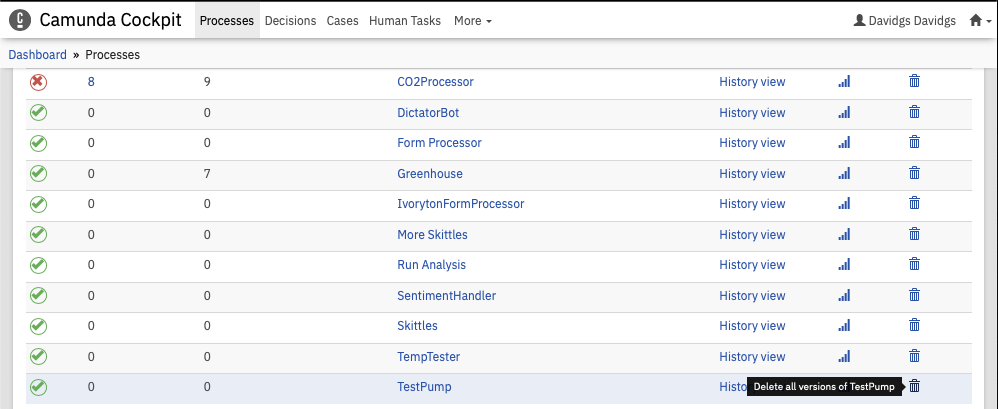 Camunda Cockpit Processes Decisions Cases Human Tasks More Davidgs Davidgs
Dashboard » Processes
8 9 CO2Processor History view
0 0 DictatorBot History view
0 0 Form Processor History view
0 7 Greenhouse History view
0 0 IvorytonFormProcessor History view
0 0 More Skittles History view
0 0 Run Analysis History view
0 0 SentimentHandler History view
0 0 Skittles History view
0 0 TempTester History view
0 0 TestPump Histo Delete all versions of TestPump